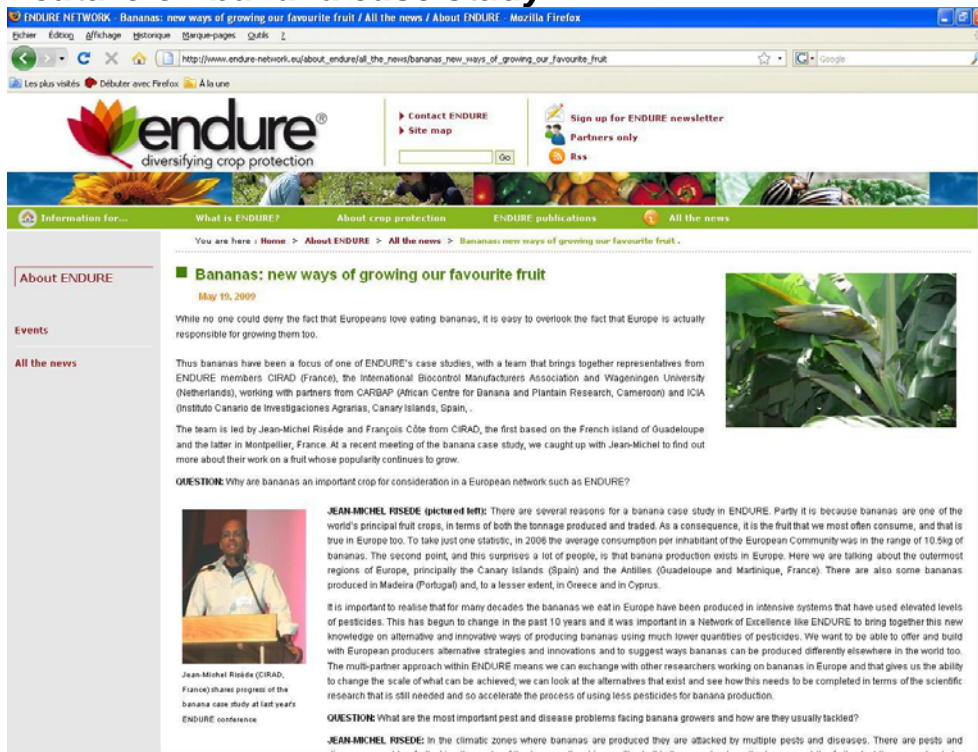 ENDURE NETWORK - Bananas: new ways of growing our favourite fruit / All the news / About ENDURE - Mozilla Firefox
Fichier Édition Affichage Historique Marque-pages Outils ?
http://www.endure-network.eu/about_endure/all_the_news/bananas_new_ways_of_growing_our_favourite_fruit
Google
Les plus visités Débuter avec Firefox À la une
endure®
diversifying crop protection
Contact ENDURE
Site map
Go
Sign up for ENDURE newsletter
Partners only
Rss
Information for... What is ENDURE? About crop protection ENDURE publications All the news
You are here : Home > About ENDURE > All the news > Bananas: new ways of growing our favourite fruit .
About ENDURE
Events
All the news
Bananas: new ways of growing our favourite fruit
May 19, 2009
While no one could deny the fact that Europeans love eating bananas, it is easy to overlook the fact that Europe is actually
responsible for growing them too.
Thus bananas have been a focus of one of ENDURE's case studies, with a team that brings together representatives from
ENDURE members CIRAD (France), the International Biocontrol Manufacturers Association and Wageningen University
(Netherlands), working with partners from CARBAP (African Centre for Banana and Plantain Research, Cameroon) and ICIA
(Instituto Canario de Investigaciones Agrarias, Canary Islands, Spain, .
The team is led by Jean-Michel Risède and François Côte from CIRAD, the first based on the French island of Guadeloupe
and the latter in Montpellier, France. At a recent meeting of the banana case study, we caught up with Jean-Michel to find out
more about their work on a fruit whose popularity continues to grow.
QUESTION: Why are bananas an important crop for consideration in a European network such as ENDURE?
JEAN-MICHEL RISEDE (pictured left): There are several reasons for a banana case study in ENDURE. Partly it is because bananas are one of the
world's principal fruit crops, in terms of both the tonnage produced and traded. As a consequence, it is the fruit that we most often consume, and that is
true in Europe too. To take just one statistic, in 2006 the average consumption per inhabitant of the European Community was in the range of 10.5kg of
bananas. The second point, and this surprises a lot of people, is that banana production exists in Europe. Here we are talking about the outermost
regions of Europe, principally the Canary Islands (Spain) and the Antilles (Guadeloupe and Martinique, France). There are also some bananas
produced in Madeira (Portugal) and, to a lesser extent, in Greece and in Cyprus.
It is important to realise that for many decades the bananas we eat in Europe have been produced in intensive systems that have used elevated levels
of pesticides. This has begun to change in the past 10 years and it was important in a Network of Excellence like ENDURE to bring together this new
knowledge on alternative and innovative ways of producing bananas using much lower quantities of pesticides. We want to be able to offer and build
with European producers alternative strategies and innovations and to suggest ways bananas can be produced differently elsewhere in the world too.
The multi-partner approach within ENDURE means we can exchange with other researchers working on bananas in Europe and that gives us the ability
to change the scale of what can be achieved; we can look at the alternatives that exist and see how this needs to be completed in terms of the scientific
research that is still needed and so accelerate the process of using less pesticides for banana production.
Jean-Michel Risède (CIRAD,
France) shares progress of the
banana case study at last year's
ENDURE conference
QUESTION: What are the most important pest and disease problems facing banana growers and how are they usually tackled?
JEAN-MICHEL RISEDE: In the climatic zones where bananas are produced they are attacked by multiple pests and diseases. There are pests and